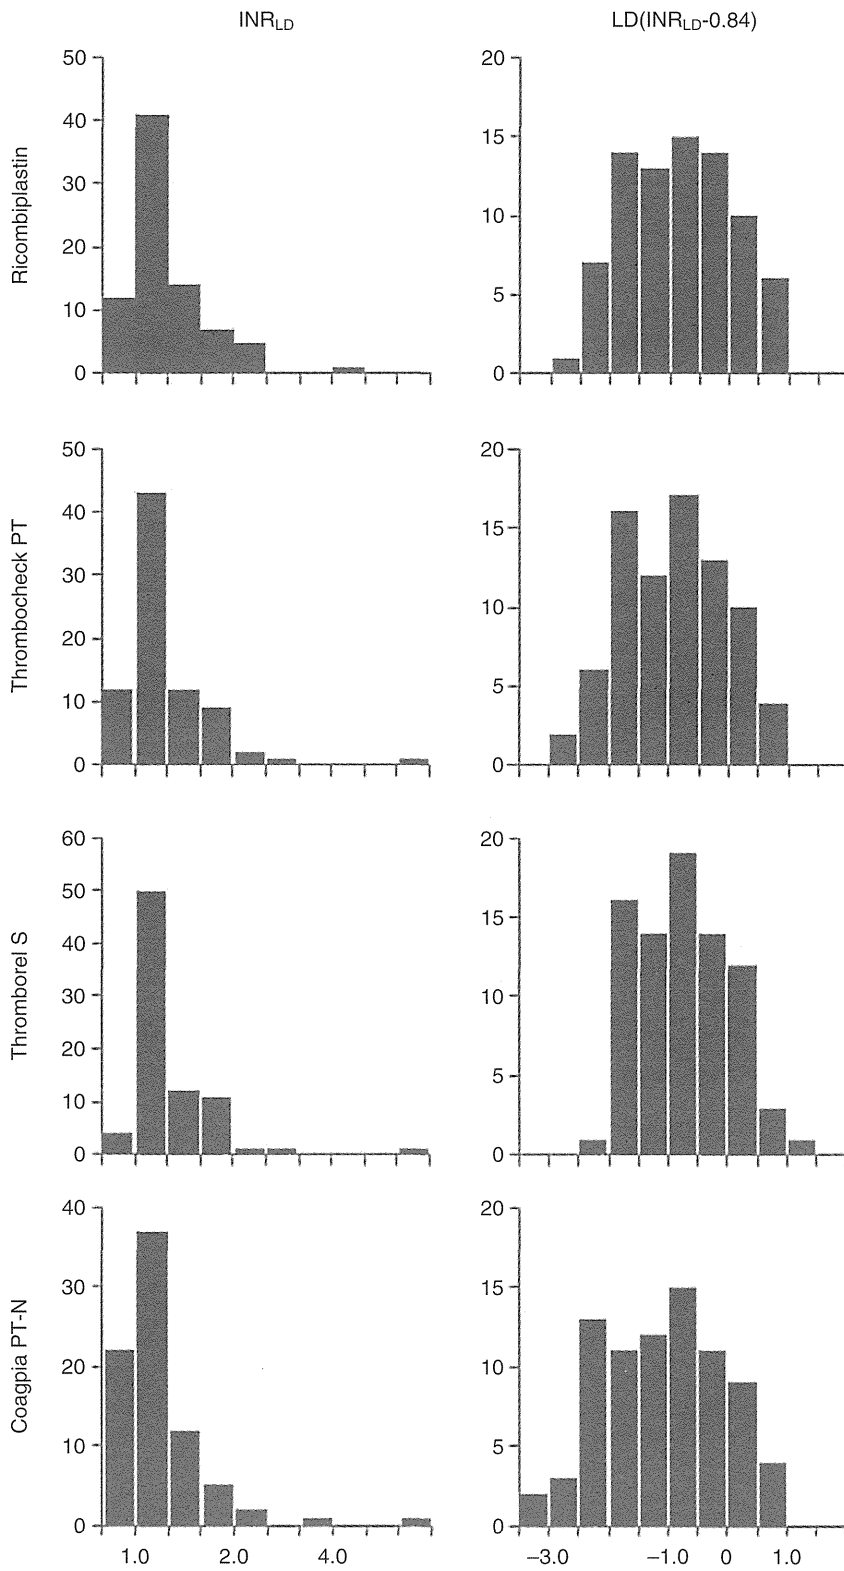 INR_LD LD(INR_LD-0.84)
Ricombiplastin
50 40 30 20 10 0
20 15 10 5 0
Thrombocheck PT
50 40 30 20 10 0
20 15 10 5 0
Thromborel S
60 50 40 30 20 10 0
20 15 10 5 0
Coagpia PT-N
40 30 20 10 0
20 15 10 5 0
1.0 2.0 4.0
–3.0 –1.0 0 1.0